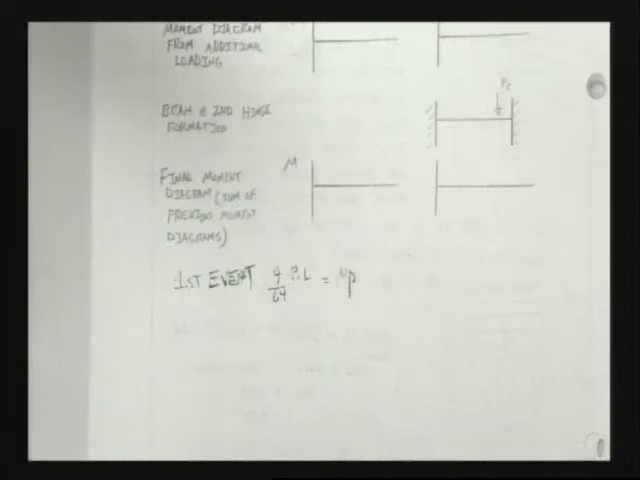 MOMENT DIAGRAM
FROM ADDITIONAL
LOADING
BEAM @ 2ND HINGE
FORMATION
M
FINAL MOMENT
DIAGRAM (SUM OF
PREVIOUS MOMENT
DIAGRAMS)
1ST EVENT 9/64 P₁L = Mp